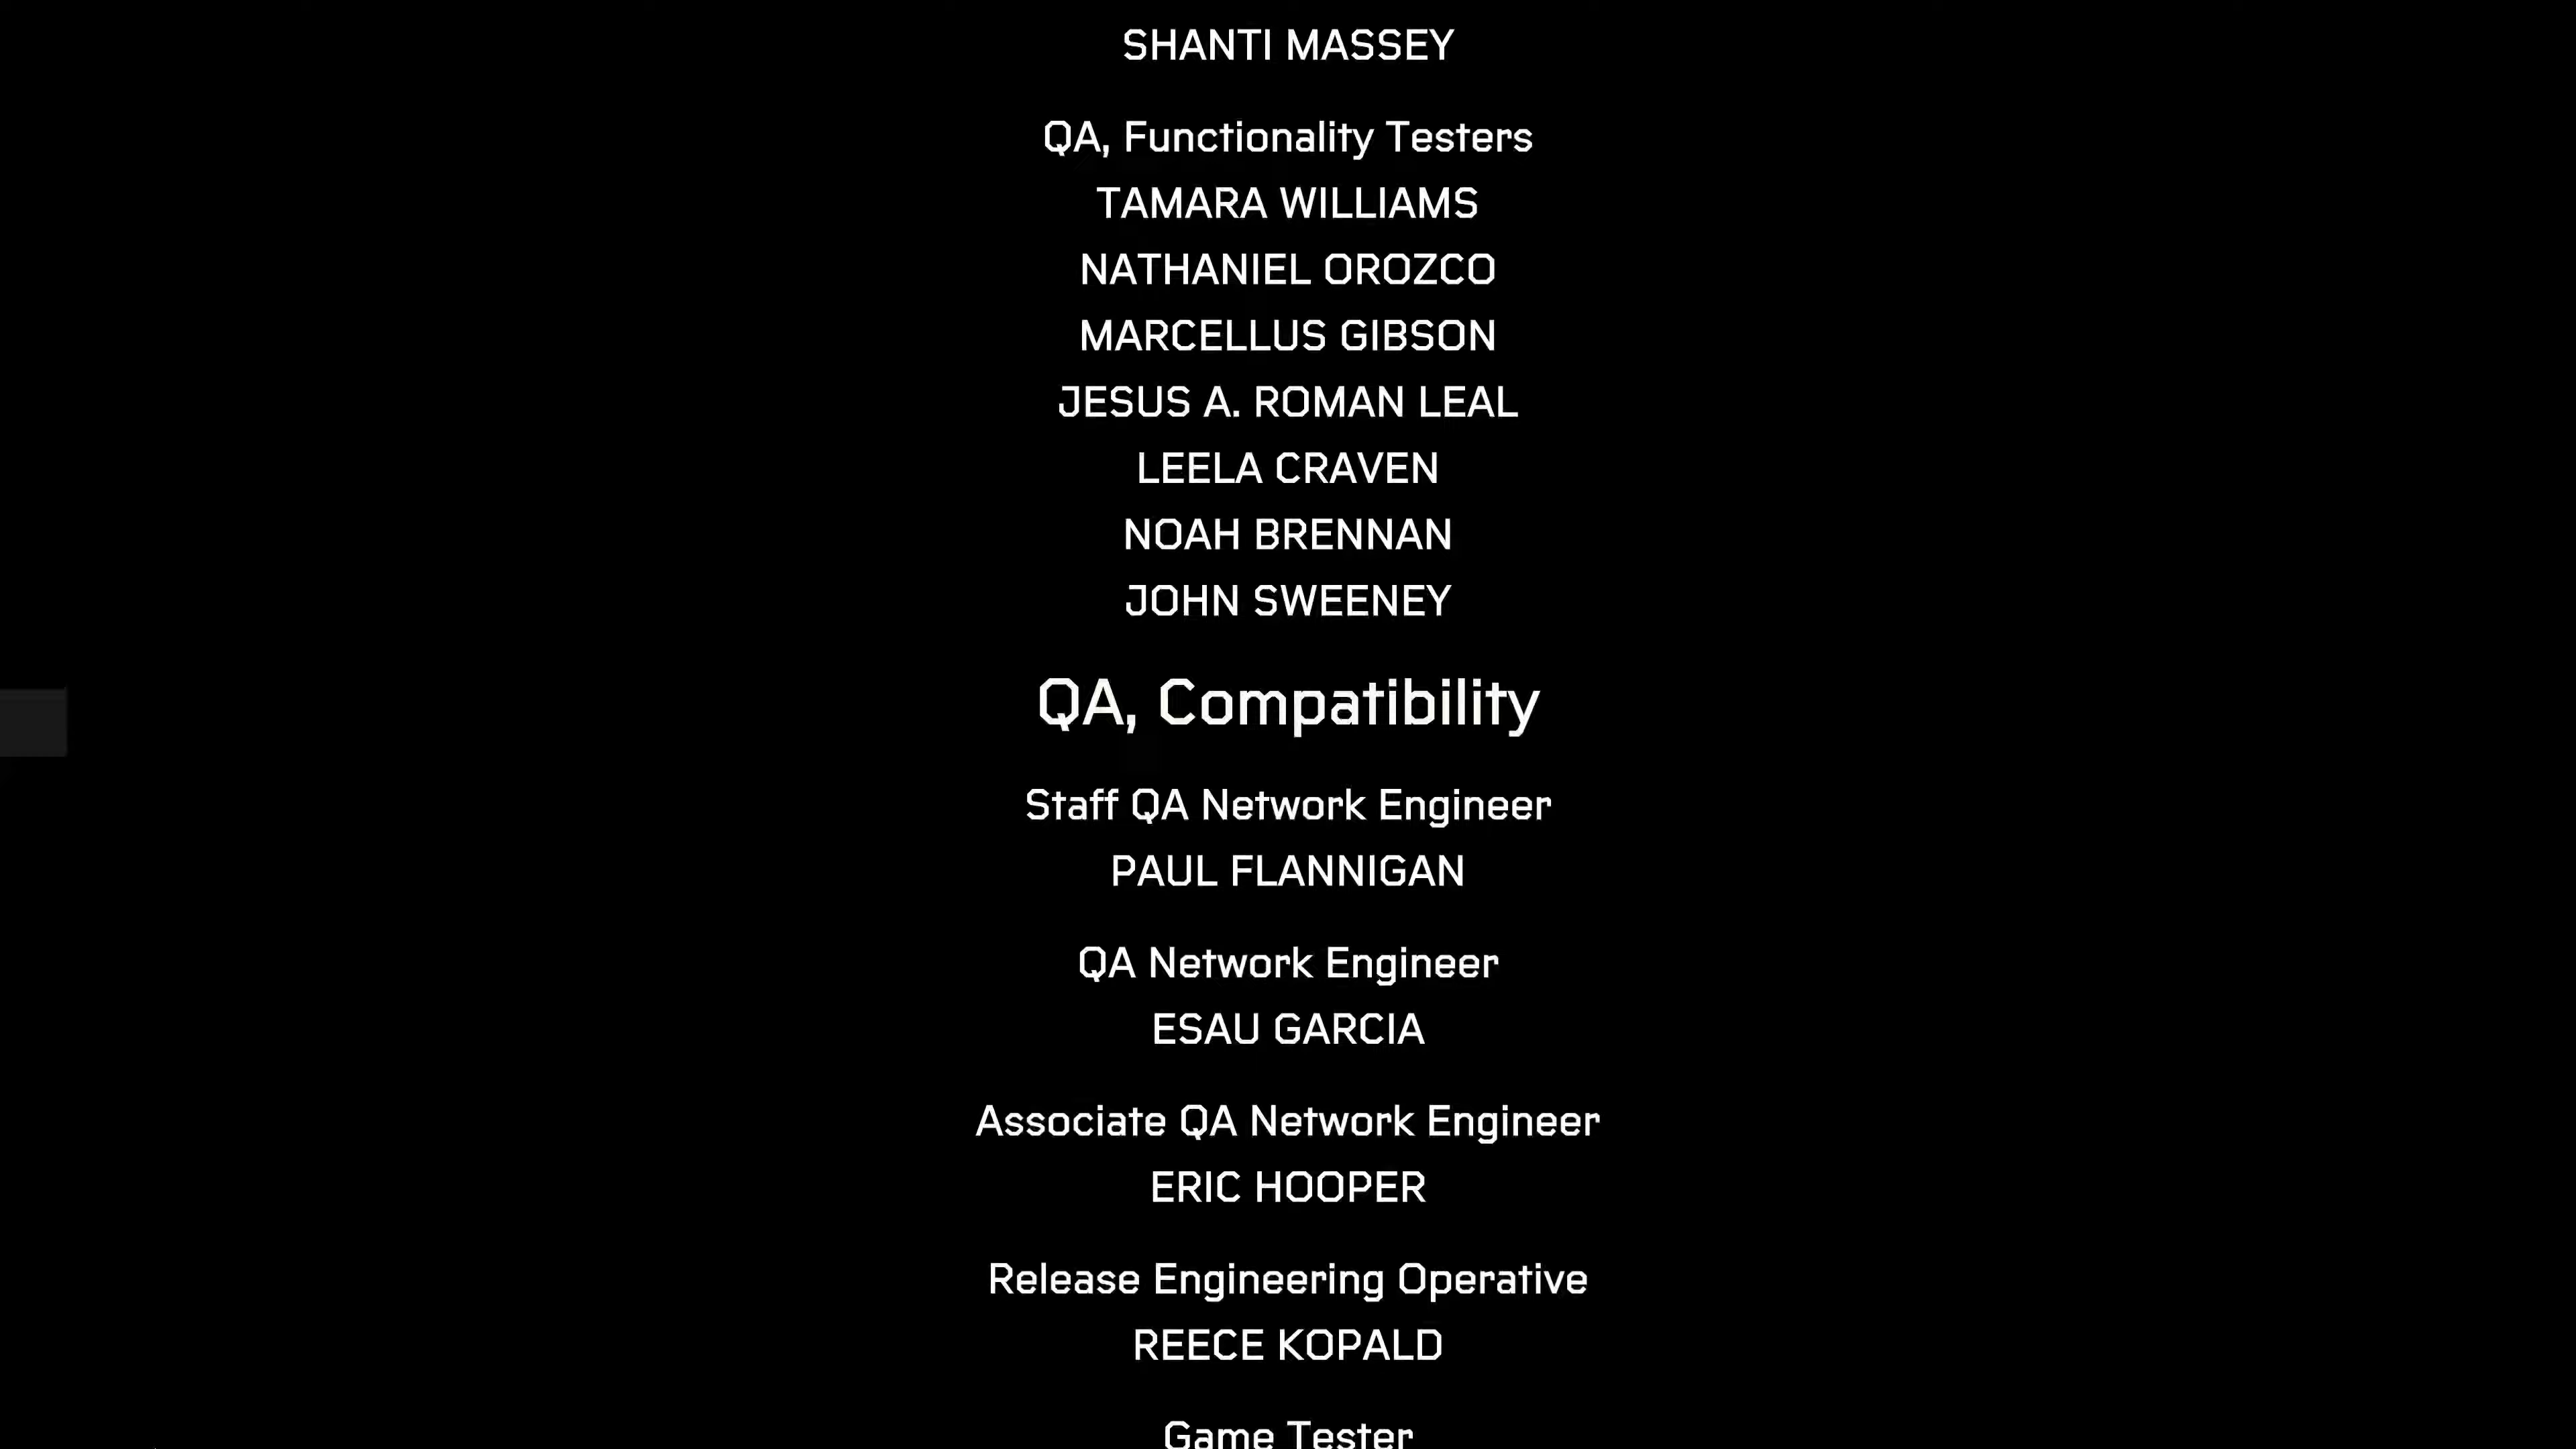 SHANTI MASSEY
QA, Functionality Testers
TAMARA WILLIAMS
NATHANIEL OROZCO
MARCELLUS GIBSON
JESUS A. ROMAN LEAL
LEELA CRAVEN
NOAH BRENNAN
JOHN SWEENEY
QA, Compatibility
Staff QA Network Engineer
PAUL FLANNIGAN
QA Network Engineer
ESAU GARCIA
Associate QA Network Engineer
ERIC HOOPER
Release Engineering Operative
REECE KOPALD
Game Tester